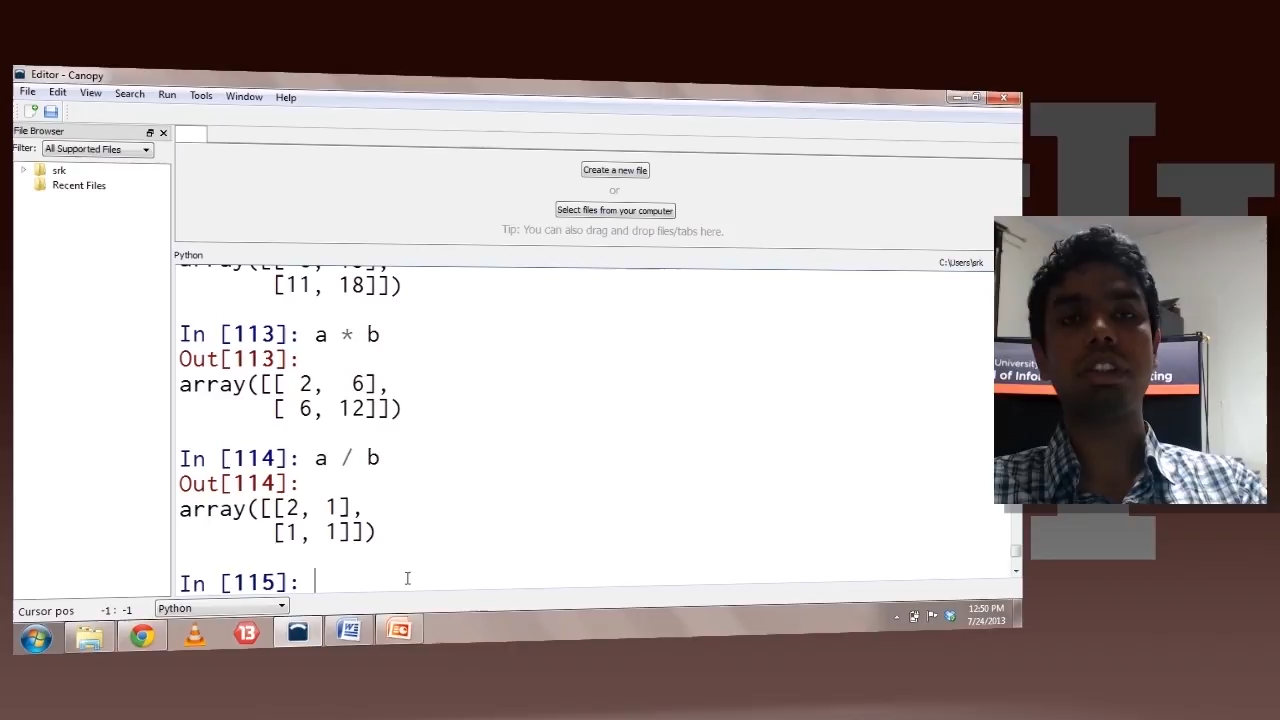 Editor - Canopy
File Edit View Search Run Tools Window Help
File Browser
Filter: All Supported Files
srk
Recent Files
Create a new file
or
Select files from your computer
Tip: You can also drag and drop files/tabs here.
Python
C:\Users\srk
[11, 18]])
In [113]: a * b
Out[113]:
array([[ 2, 6],
[ 6, 12]])
In [114]: a / b
Out[114]:
array([[2, 1],
[1, 1]])
In [115]:
Cursor pos -1: -1 Python
13
12:50 PM
7/24/2013
University